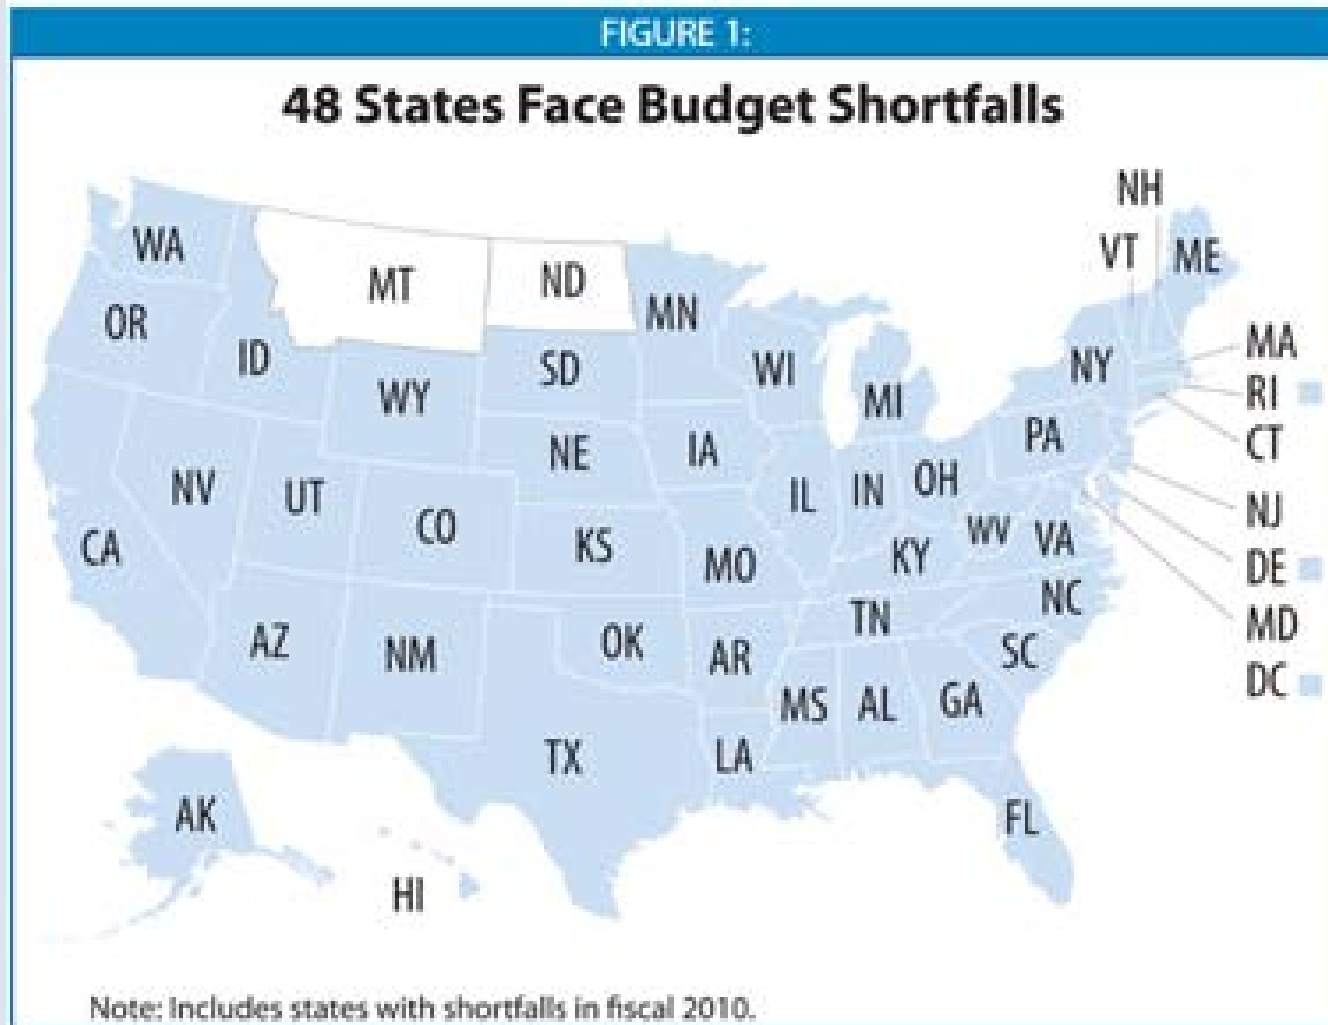 FIGURE 1:
48 States Face Budget Shortfalls
NH
VT
ME
WA
MT
ND
MN
OR
ID
SD
WI
NY
MA
WY
MI
RI
NE
IA
PA
CT
NV
UT
IL
IN
OH
NJ
CO
KS
WV
VA
CA
MO
KY
DE
NC
TN
MD
AZ
NM
OK
AR
SC
DC
MS
AL
GA
TX
LA
AK
FL
HI
Note: Includes states with shortfalls in fiscal 2010.